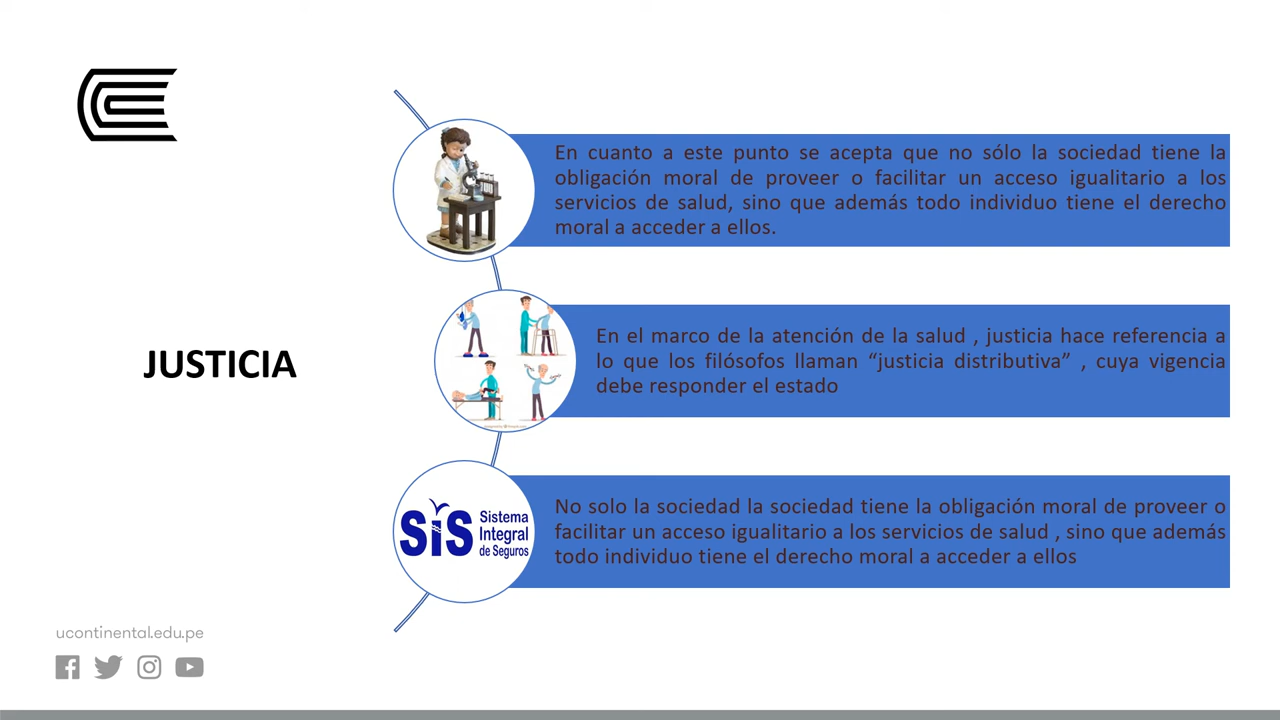 En cuanto a este punto se acepta que no sólo la sociedad tiene la
obligación moral de proveer o facilitar un acceso igualitario a los
servicios de salud, sino que además todo individuo tiene el derecho
moral a acceder a ellos.
JUSTICIA
En el marco de la atención de la salud , justicia hace referencia a
lo que los filósofos llaman “justicia distributiva” , cuya vigencia
debe responder el estado
SiS Sistema
Integral
de Seguros
No solo la sociedad la sociedad tiene la obligación moral de proveer o
facilitar un acceso igualitario a los servicios de salud , sino que además
todo individuo tiene el derecho moral a acceder a ellos
ucontinental.edu.pe